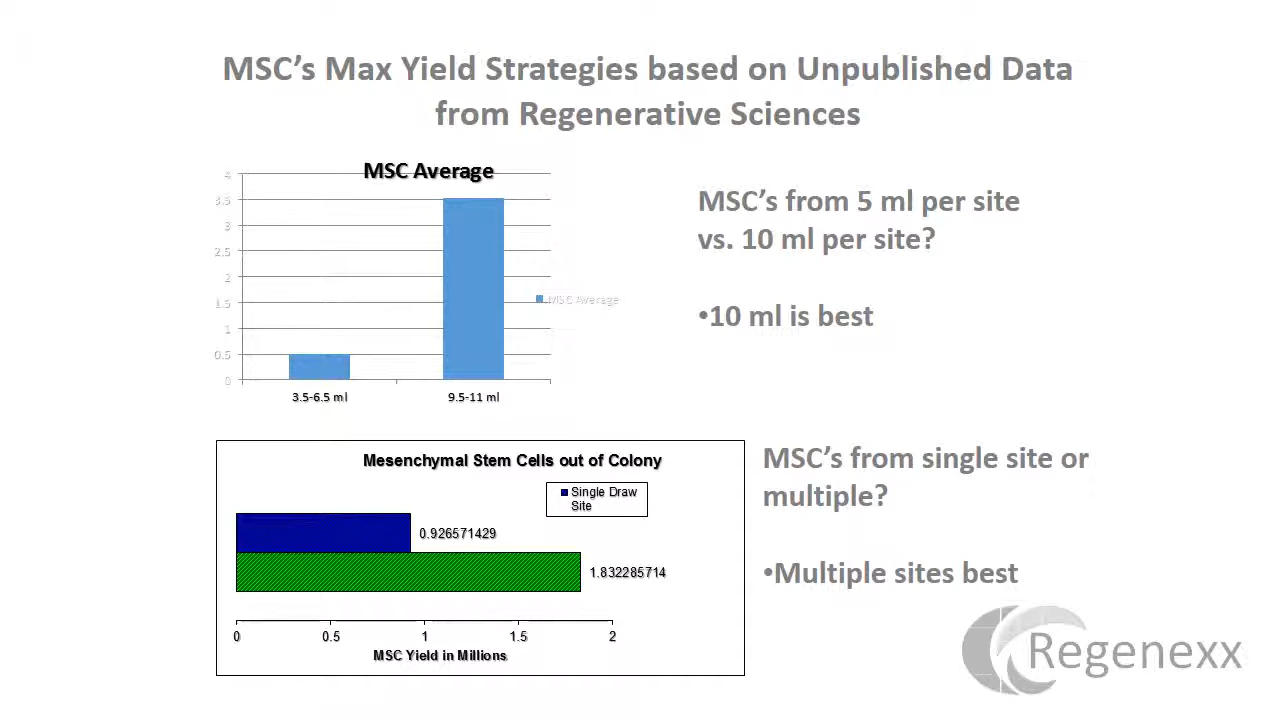 MSC’s Max Yield Strategies based on Unpublished Data
from Regenerative Sciences
MSC Average
4
3.5
3
2.5
2
1.5
1
0.5
0
MSC Average
3.5-6.5 ml
9.5-11 ml
MSC’s from 5 ml per site
vs. 10 ml per site?
•10 ml is best
Mesenchymal Stem Cells out of Colony
Single Draw
Site
0.926571429
1.832285714
0 0.5 1 1.5 2
MSC Yield in Millions
MSC’s from single site or
multiple?
•Multiple sites best
Regenexx